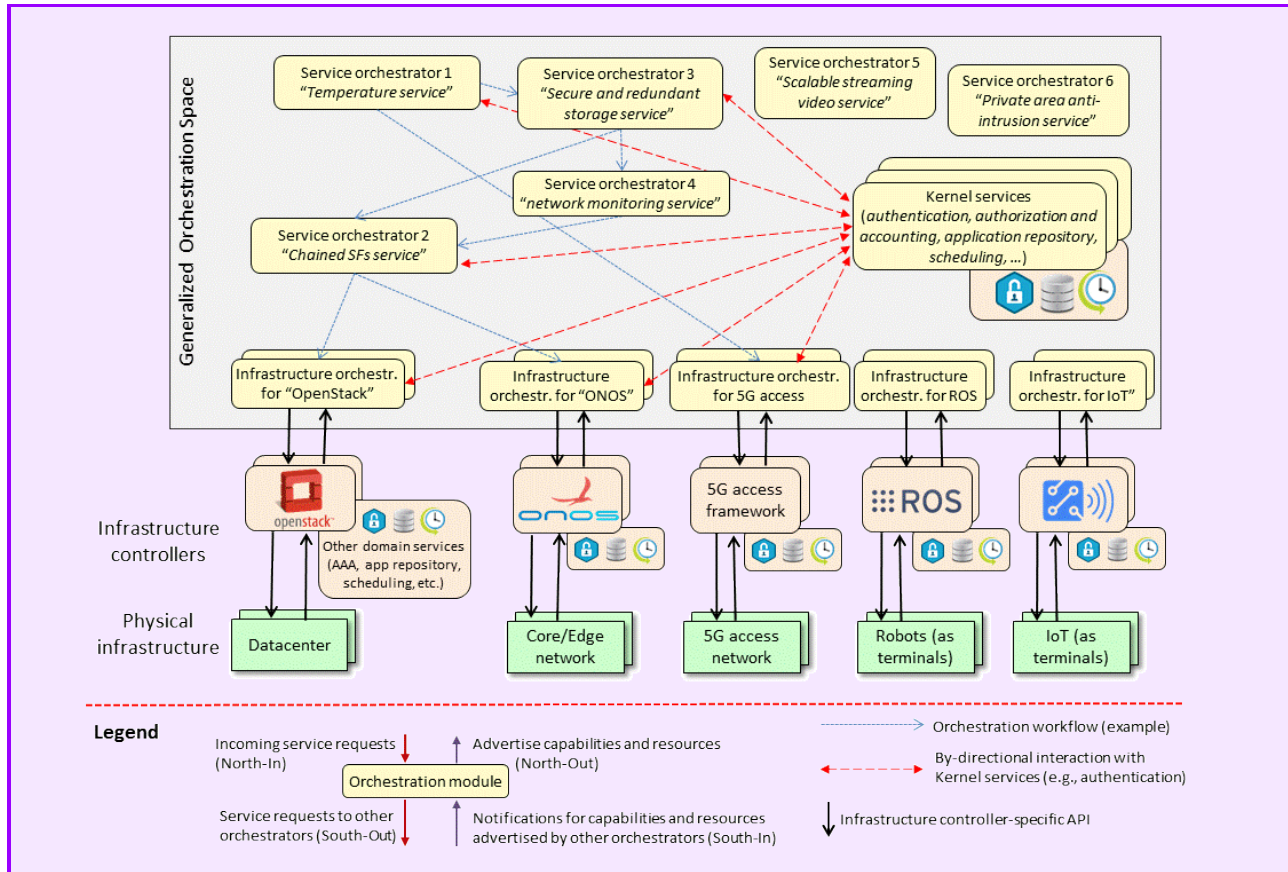 Generalized Orchestration Space
Service orchestrator 1
“Temperature service”
Service orchestrator 3
“Secure and redundant
storage service”
Service orchestrator 5
“Scalable streaming
video service”
Service orchestrator 6
“Private area anti-
intrusion service”
Service orchestrator 4
“network monitoring service”
Service orchestrator 2
“Chained SFs service”
Kernel services
(authentication, authorization and
accounting, application repository,
scheduling, …)
Infrastructure orchestr.
for “OpenStack”
Infrastructure
orchestr. for “ONOS”
Infrastructure orchestr.
for 5G access
Infrastructure
orchestr. for ROS
Infrastructure
orchestr. for IoT”
Infrastructure
controllers
openstack™
Other domain services
(AAA, app repository,
scheduling, etc.)
onos
5G access
framework
ROS
Physical
infrastructure
Datacenter
Core/Edge
network
5G access
network
Robots (as
terminals)
IoT (as
terminals)
Legend
Incoming service requests
(North-In)
Advertise capabilities and resources
(North-Out)
Orchestration module
Service requests to other
orchestrators (South-Out)
Notifications for capabilities and resources
advertised by other orchestrators (South-In)
Orchestration workflow (example)
By-directional interaction with
Kernel services (e.g., authentication)
Infrastructure controller-specific API